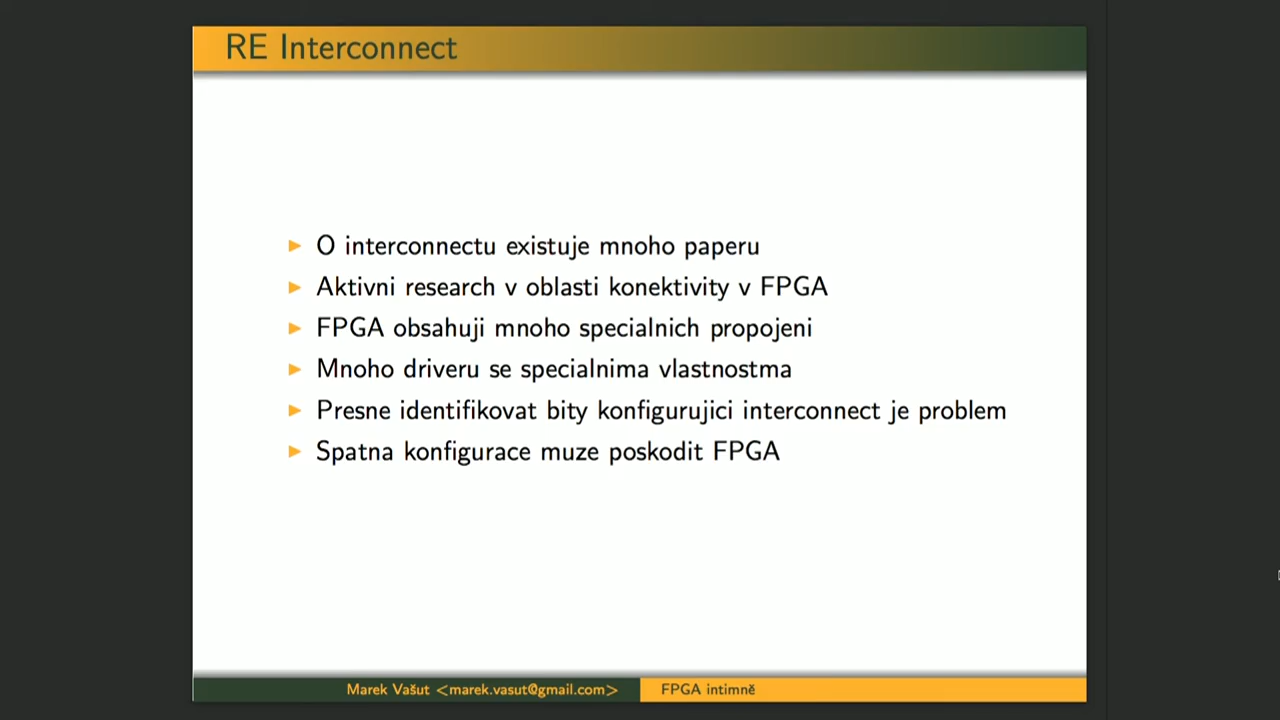 RE Interconnect
O interconnectu existuje mnoho paperu
Aktivni research v oblasti konektivity v FPGA
FPGA obsahuji mnoho specialnich propojeni
Mnoho driveru se specialnima vlastnostma
Presne identifikovat bity konfigurujici interconnect je problem
Spatna konfigurace muze poskodit FPGA
Marek Vašut <marek.vasut@gmail.com>
FPGA intimně